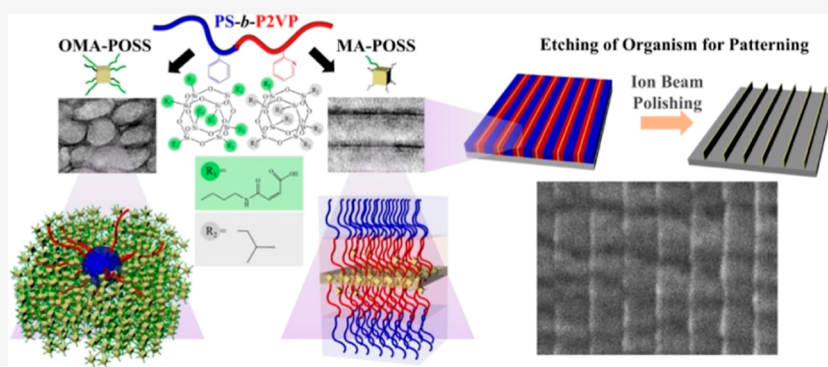 PS-b-P2VP
OMA-POSS
MA-POSS
Etching of Organism for Patterning
Ion Beam
Polishing
R₁=
R₂=